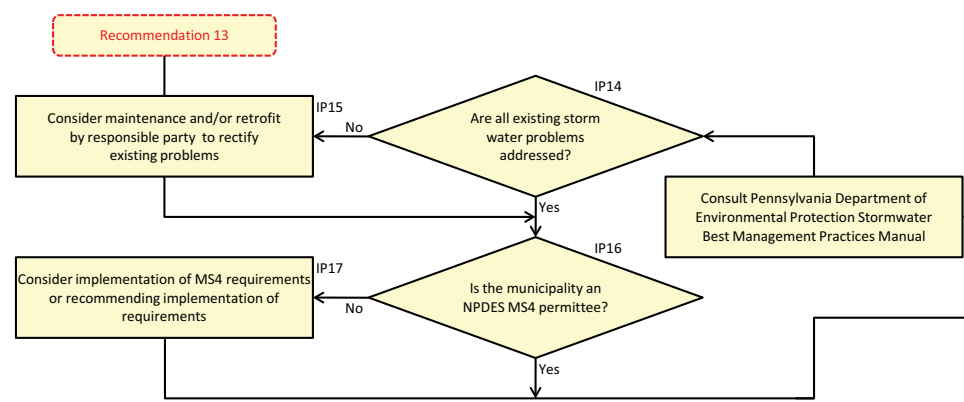 Recommendation 13
IP14
IP15
Consider maintenance and/or retrofit
by responsible party to rectify
existing problems
No
Are all existing storm
water problems
addressed?
Yes
Consult Pennsylvania Department of
Environmental Protection Stormwater
Best Management Practices Manual
IP16
IP17
Consider implementation of MS4 requirements
or recommending implementation of
requirements
No
Is the municipality an
NPDES MS4 permittee?
Yes